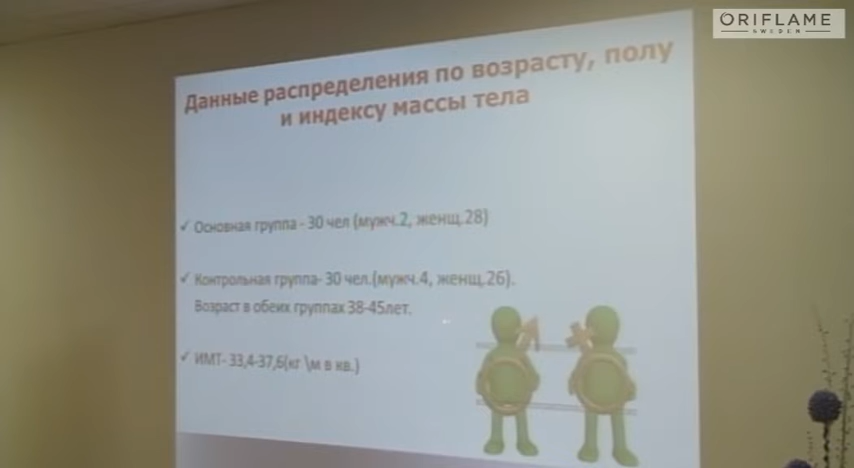 ORIFLAME
SWEDEN
Данные распределения по возрасту, полу
и индексу массы тела
✓ Основная группа - 30 чел (мужч.2, женщ.28)
✓ Контрольная группа- 30 чел.(мужч.4, женщ.26).
Возраст в обеих группах 38-45лет.
✓ ИМТ- 33,4-37,6(кг \м в кв.)